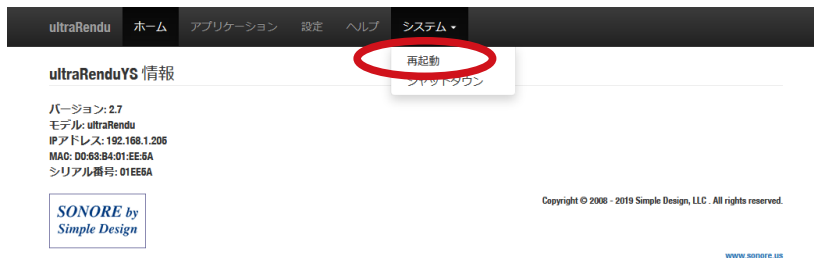 ultraRendu ホーム アプリケーション 設定 ヘルプ システム
再起動
シャットダウン
ultraRenduYS 情報
バージョン: 2.7
モデル: ultraRendu
IPアドレス: 192.168.1.206
MAC: D0:63:B4:01:EE:6A
シリアル番号: 01EE6A
SONORE by
Simple Design
Copyright © 2008 - 2019 Simple Design, LLC . All rights reserved.
www.sonore.us